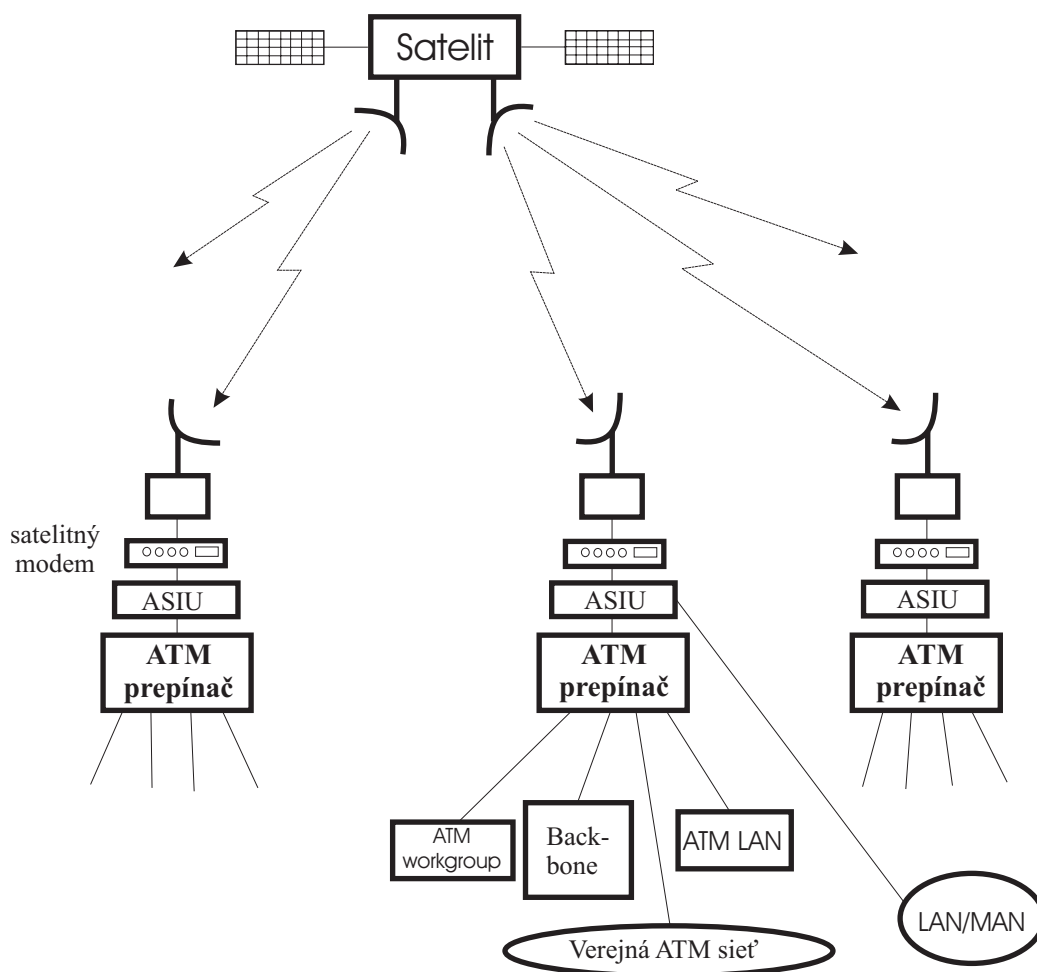 Satelit
satelitný
modem
ASIU
ATM
prepínač
ASIU
ATM
prepínač
ASIU
ATM
prepínač
ATM
workgroup
Back-
bone
ATM LAN
LAN/MAN
Verejná ATM sieť